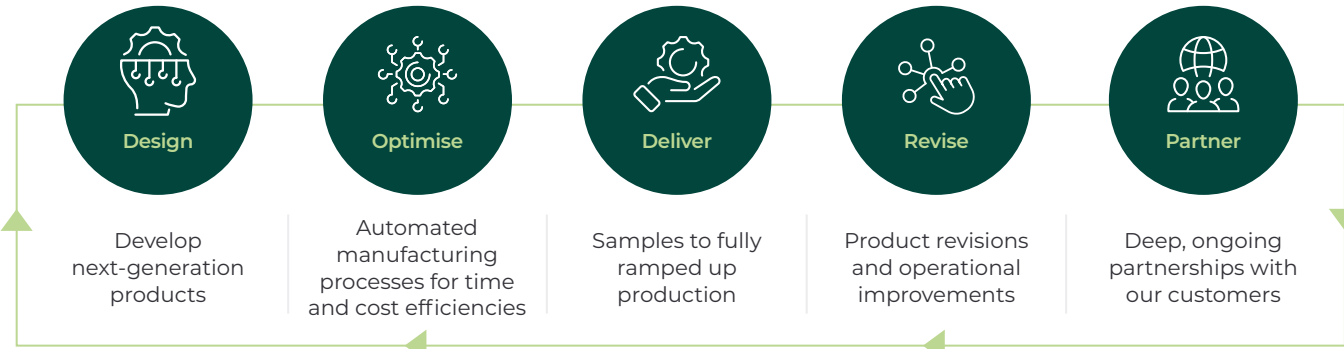 Design
Develop
next-generation
products
Optimise
Automated
manufacturing
processes for time
and cost efficiencies
Deliver
Samples to fully
ramped up
production
Revise
Product revisions
and operational
improvements
Partner
Deep, ongoing
partnerships with
our customers